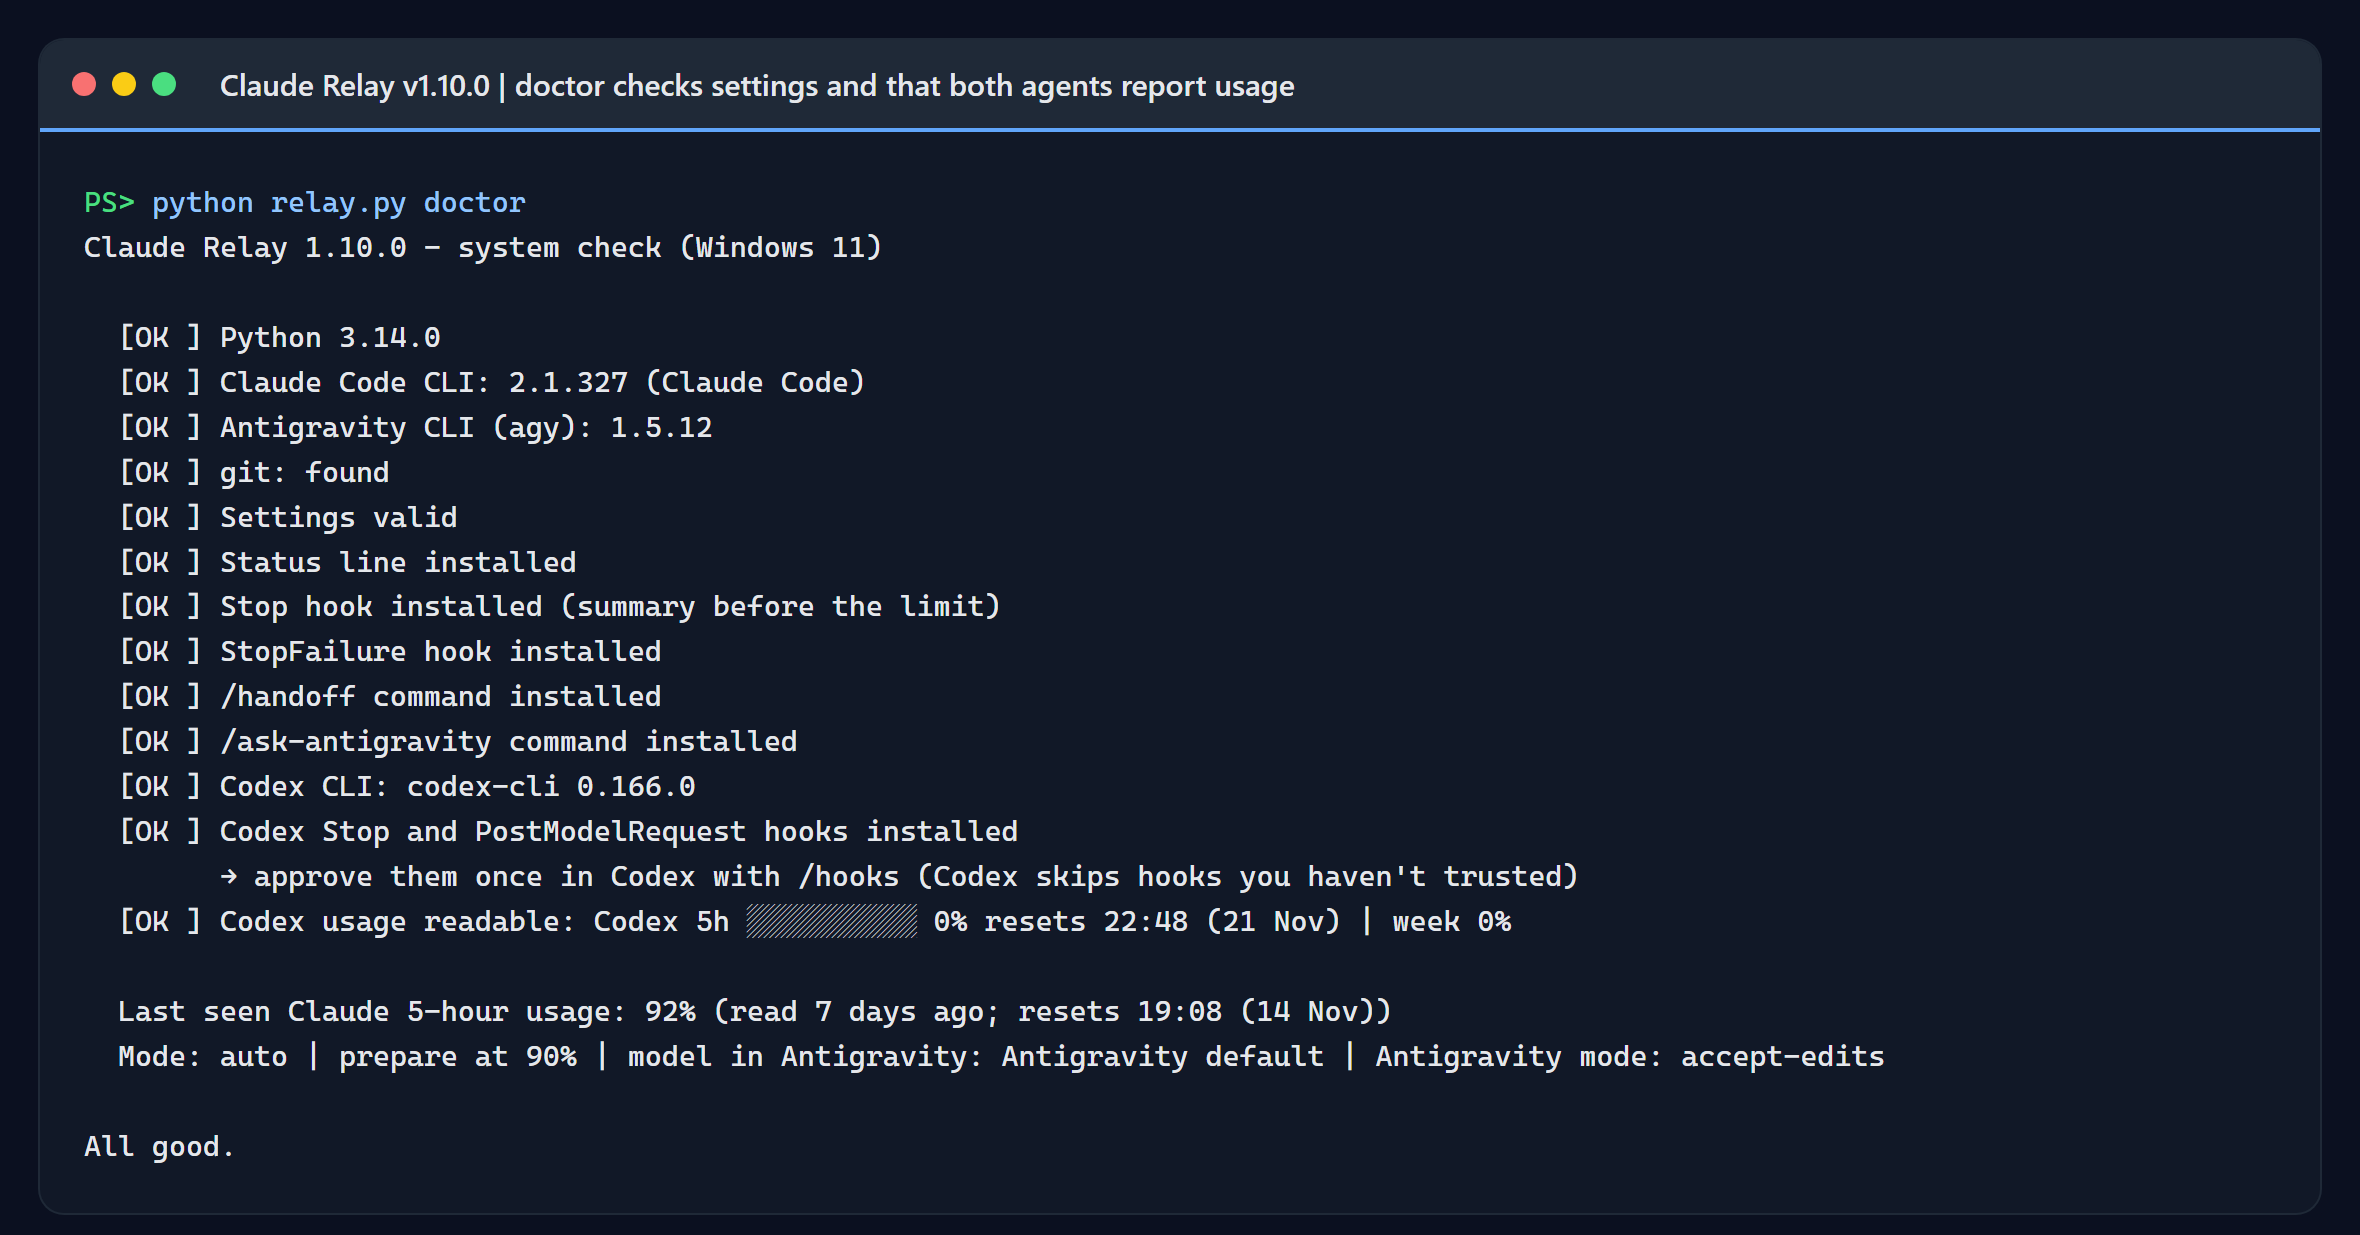 Claude Relay v1.10.0 | doctor checks settings and that both agents report usage
PS> python relay.py doctor
Claude Relay 1.10.0 - system check (Windows 11)
[OK ] Python 3.14.0
[OK ] Claude Code CLI: 2.1.327 (Claude Code)
[OK ] Antigravity CLI (agy): 1.5.12
[OK ] git: found
[OK ] Settings valid
[OK ] Status line installed
[OK ] Stop hook installed (summary before the limit)
[OK ] StopFailure hook installed
[OK ] /handoff command installed
[OK ] /ask-antigravity command installed
[OK ] Codex CLI: codex-cli 0.166.0
[OK ] Codex Stop and PostModelRequest hooks installed
→ approve them once in Codex with /hooks (Codex skips hooks you haven't trusted)
[OK ] Codex usage readable: Codex 5h 0% resets 22:48 (21 Nov) | week 0%
Last seen Claude 5-hour usage: 92% (read 7 days ago; resets 19:08 (14 Nov))
Mode: auto | prepare at 90% | model in Antigravity: Antigravity default | Antigravity mode: accept-edits
All good.